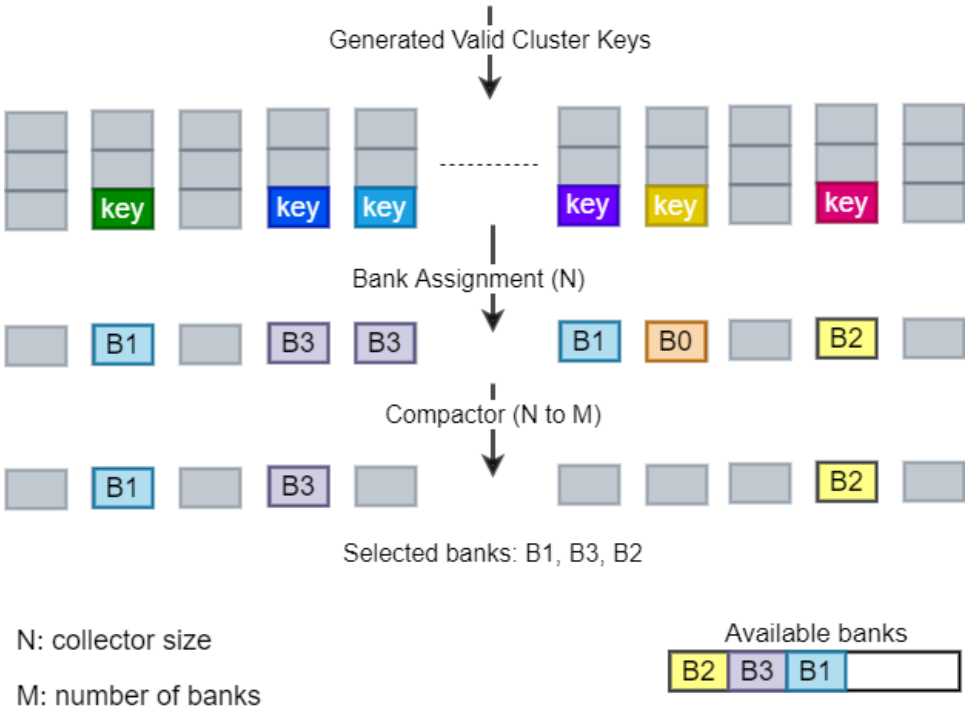 Generated Valid Cluster Keys
key key key key key key
Bank Assignment (N)
B1 B3 B3 B1 B0 B2
Compactor (N to M)
B1 B3 B2
Selected banks: B1, B3, B2
N: collector size
M: number of banks
Available banks
B2 B3 B1